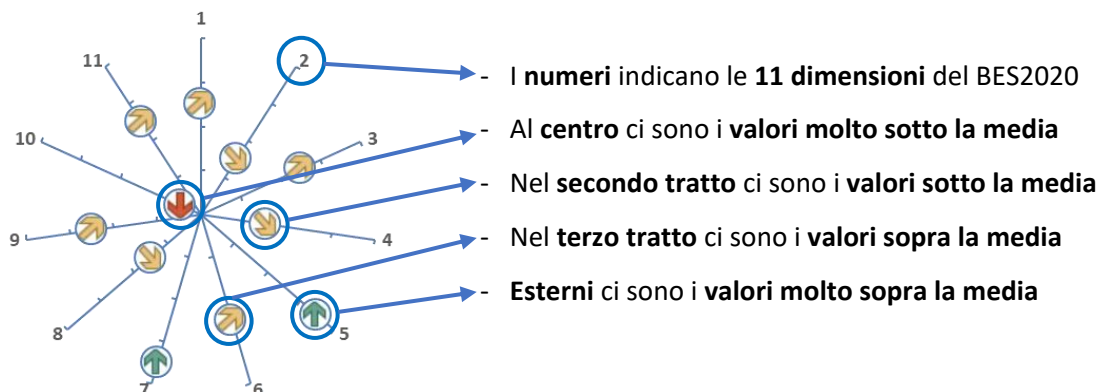 1
2
11
3
10
4
9
8
5
7
6
- I numeri indicano le 11 dimensioni del BES2020
- Al centro ci sono i valori molto sotto la media
- Nel secondo tratto ci sono i valori sotto la media
- Nel terzo tratto ci sono i valori sopra la media
- Esterni ci sono i valori molto sopra la media